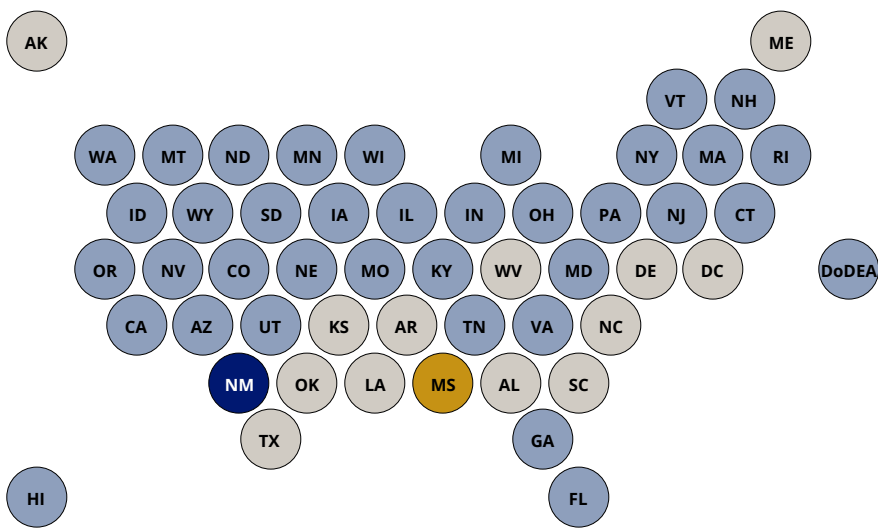 AK ME
VT NH
WA MT ND MN WI MI NY MA RI
ID WY SD IA IL IN OH PA NJ CT
OR NV CO NE MO KY WV MD DE DC DoDEA
CA AZ UT KS AR TN VA NC
NM OK LA MS AL SC
TX GA
HI FL